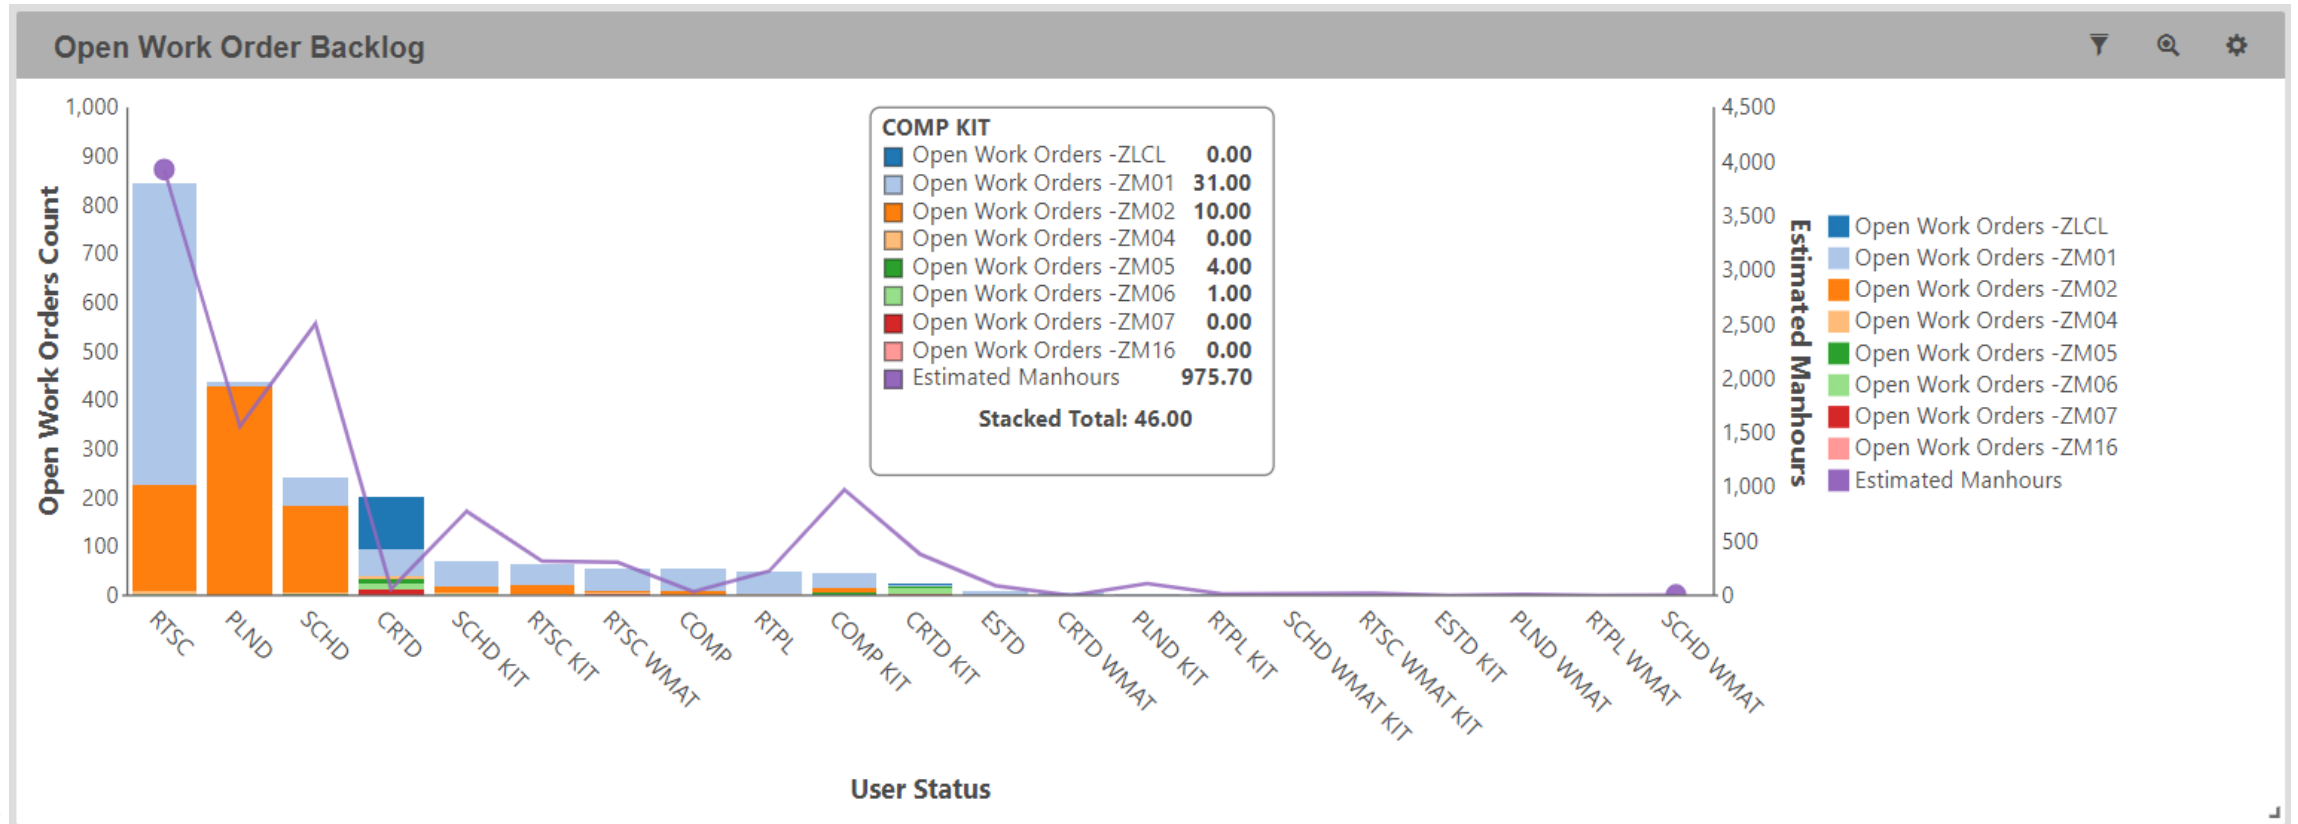 Open Work Order Backlog
1,000
900
800
700
600
500
400
300
200
100
0
Open Work Orders Count
COMP KIT
Open Work Orders -ZLCL 0.00
Open Work Orders -ZM01 31.00
Open Work Orders -ZM02 10.00
Open Work Orders -ZM04 0.00
Open Work Orders -ZM05 4.00
Open Work Orders -ZM06 1.00
Open Work Orders -ZM07 0.00
Open Work Orders -ZM16 0.00
Estimated Manhours 975.70
Stacked Total: 46.00
4,500
4,000
3,500
3,000
2,500
2,000
1,500
1,000
500
0
Estimated Manhours
Open Work Orders -ZLCL
Open Work Orders -ZM01
Open Work Orders -ZM02
Open Work Orders -ZM04
Open Work Orders -ZM05
Open Work Orders -ZM06
Open Work Orders -ZM07
Open Work Orders -ZM16
Estimated Manhours
RTSC
PLND
SCHD
CRTD
SCHD KIT
RTSC KIT
RTSC WMAT
COMP
RTPL
COMP KIT
CRTD KIT
ESTD
CRTD WMAT
PLND KIT
RTPL KIT
SCHD WMAT KIT
RTSC WMAT KIT
ESTD KIT
PLND WMAT
RTPL WMAT
SCHD WMAT
User Status